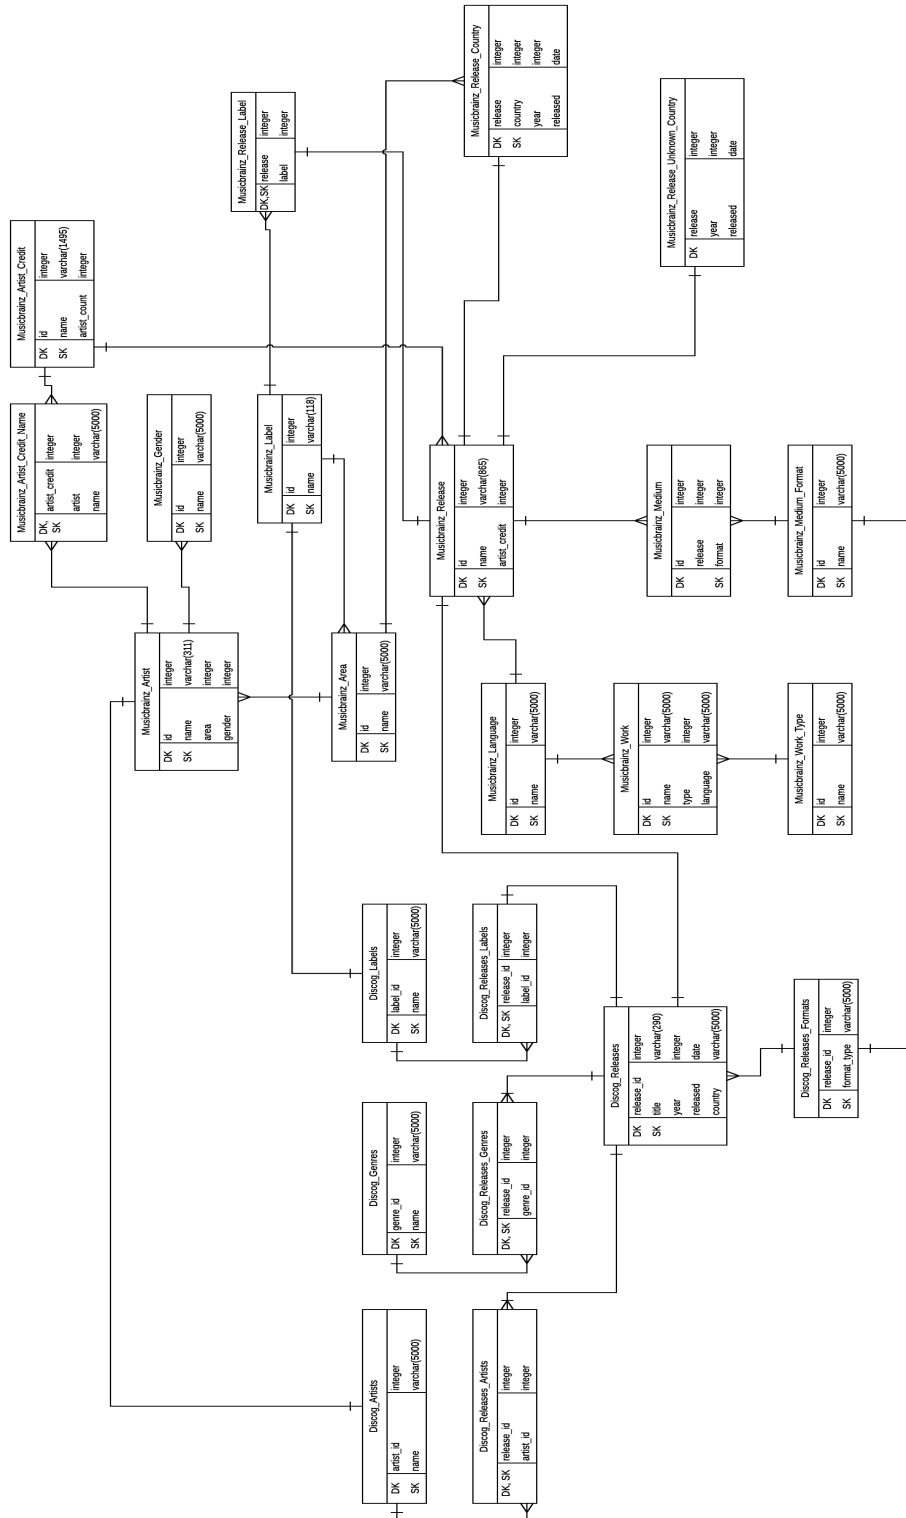 Musicbrainz_Artist_Credit
DK id integer
SK name varchar(1495)
artist_count integer
Musicbrainz_Artist_Credit_Name
DK, artist_credit integer
SK artist integer
name varchar(5000)
Musicbrainz_Gender
DK id integer
SK name varchar(5000)
Musicbrainz_Artist
DK id integer
SK name varchar(311)
area integer
gender integer
Musicbrainz_Release_Label
DK,SK release integer
label integer
Musicbrainz_Label
DK id integer
SK name varchar(118)
Musicbrainz_Area
DK id integer
SK name varchar(5000)
Musicbrainz_Release_Country
DK release integer
SK country integer
year integer
released date
Musicbrainz_Release_Unknown_Country
DK release integer
year integer
released date
Musicbrainz_Release
DK id integer
SK name varchar(865)
artist_credit integer
Musicbrainz_Medium
DK id integer
release integer
SK format integer
Musicbrainz_Medium_Format
DK id integer
SK name varchar(5000)
Musicbrainz_Language
DK id integer
SK name varchar(5000)
Musicbrainz_Work
DK id integer
SK name varchar(5000)
type integer
language varchar(5000)
Musicbrainz_Work_Type
DK id integer
SK name varchar(5000)
Discog_Labels
DK label_id integer
SK name varchar(5000)
Discog_Releases_Labels
DK, SK release_id integer
label_id integer
Discog_Releases
DK release_id integer
SK title varchar(290)
year integer
released date
country varchar(5000)
Discog_Releases_Formats
DK release_id integer
SK format_type varchar(5000)
Discog_Genres
DK genre_id integer
SK name varchar(5000)
Discog_Releases_Genres
DK, SK release_id integer
genre_id integer
Discog_Artists
DK artist_id integer
SK name varchar(5000)
Discog_Releases_Artists
DK, SK release_id integer
artist_id integer